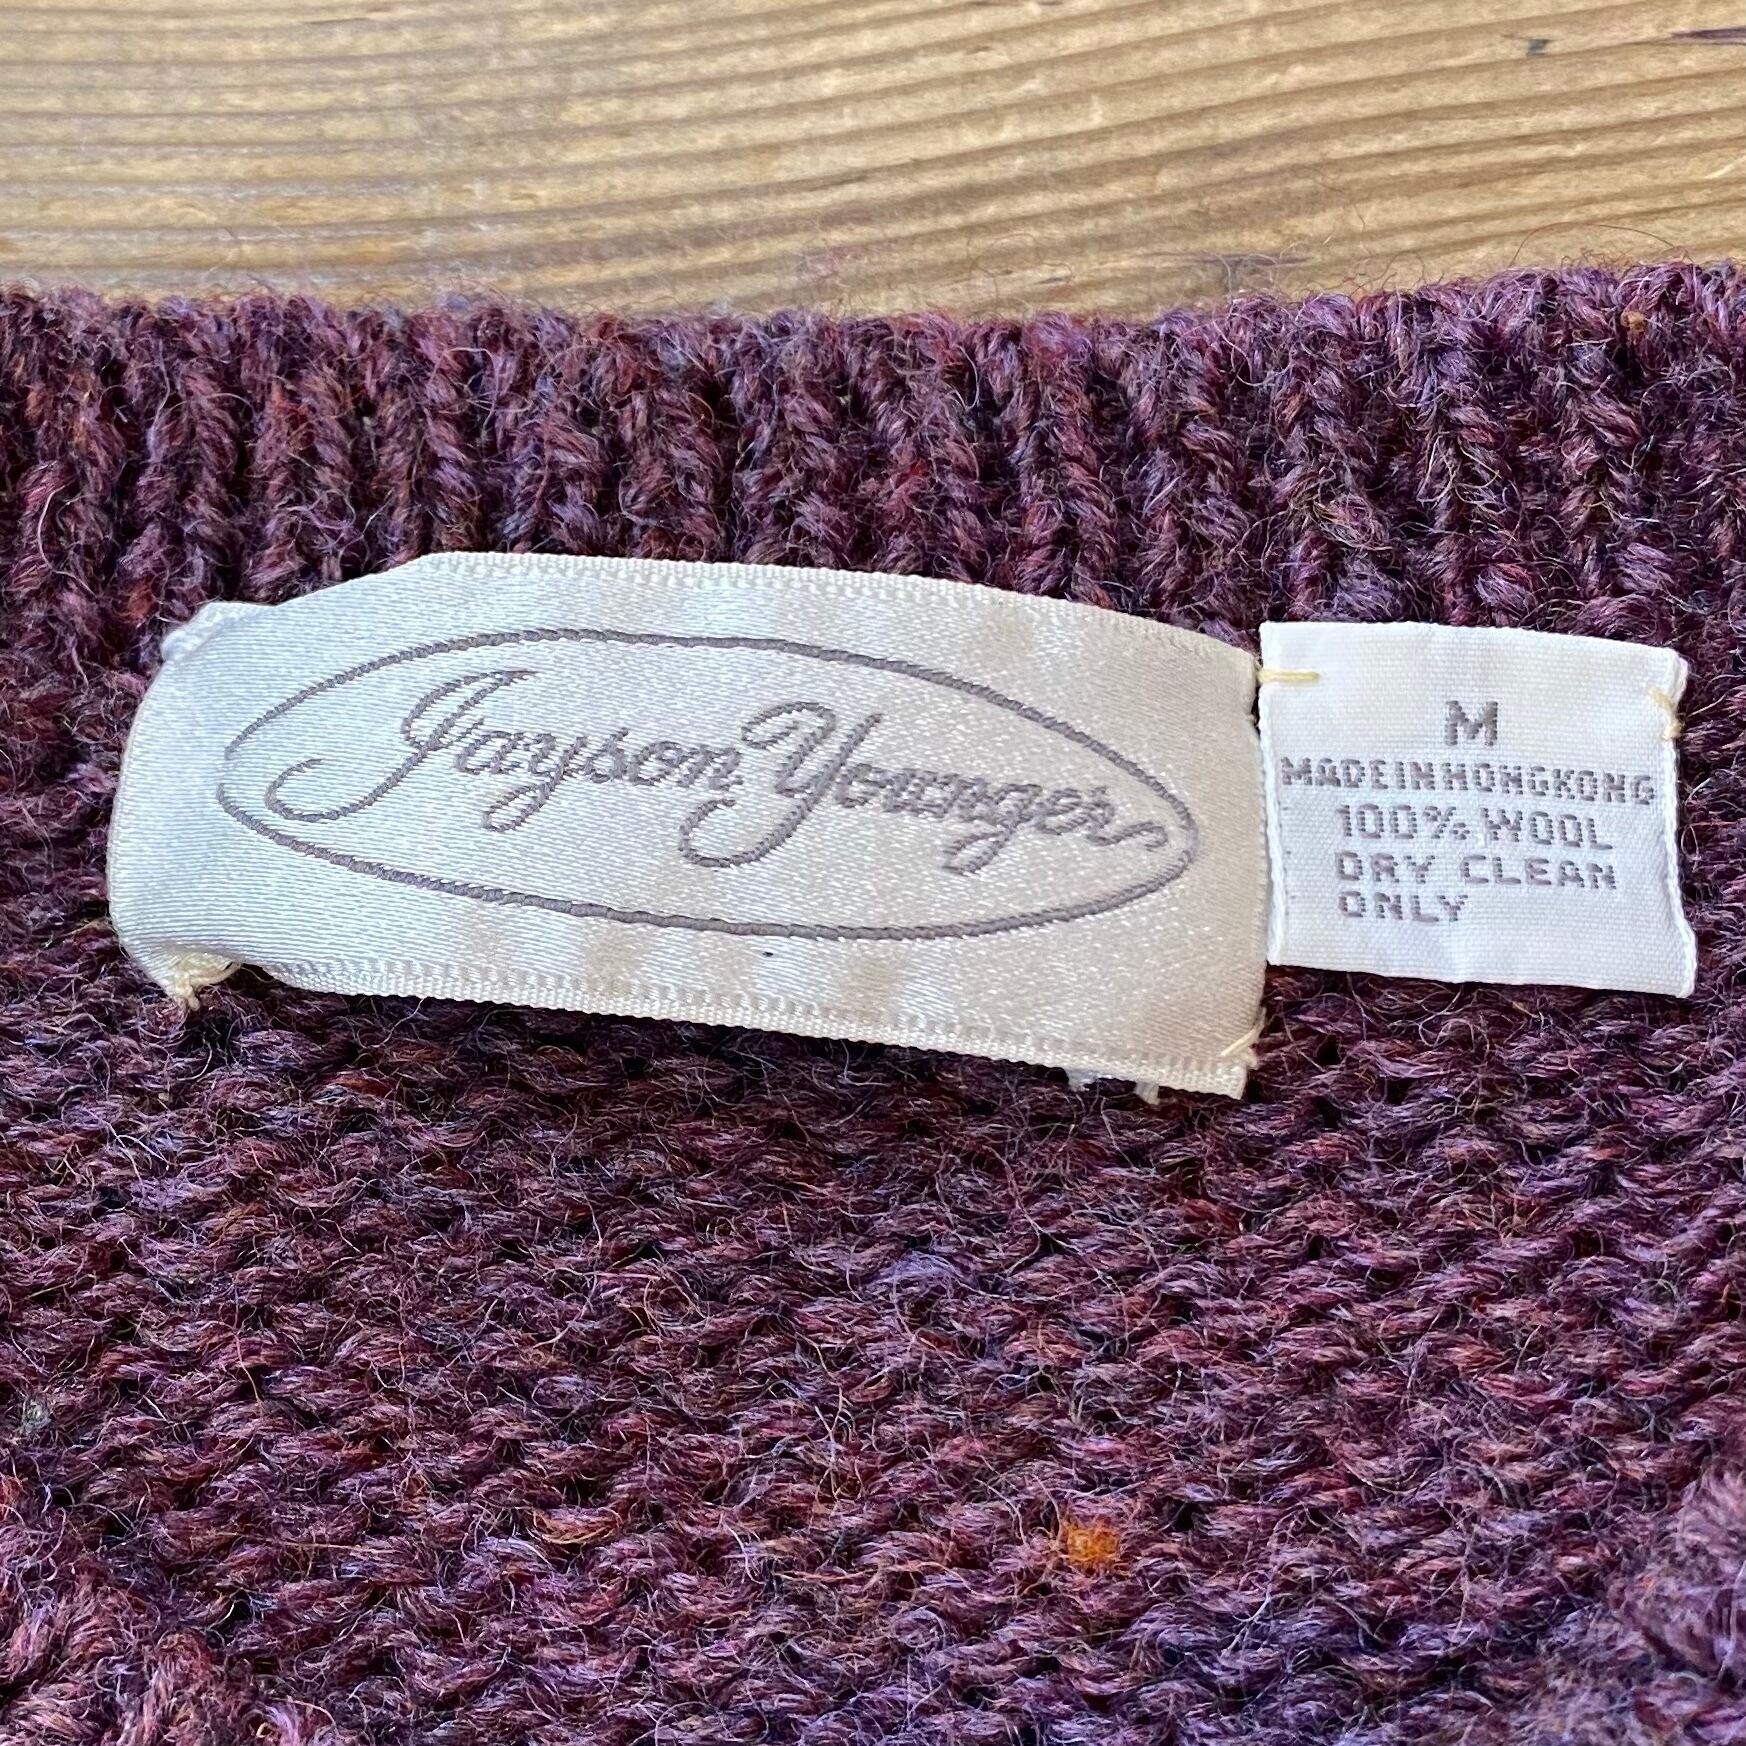 Jayson Younger
M
MADE IN HONG KONG
100% WOOL
DRY CLEAN
ONLY